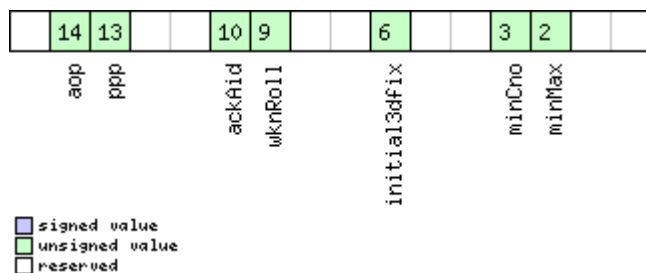 14 13 10 9 6 3 2
aop ppp ackAid wknRoll initial3dfix minCno minMax
signed value
unsigned value
reserved